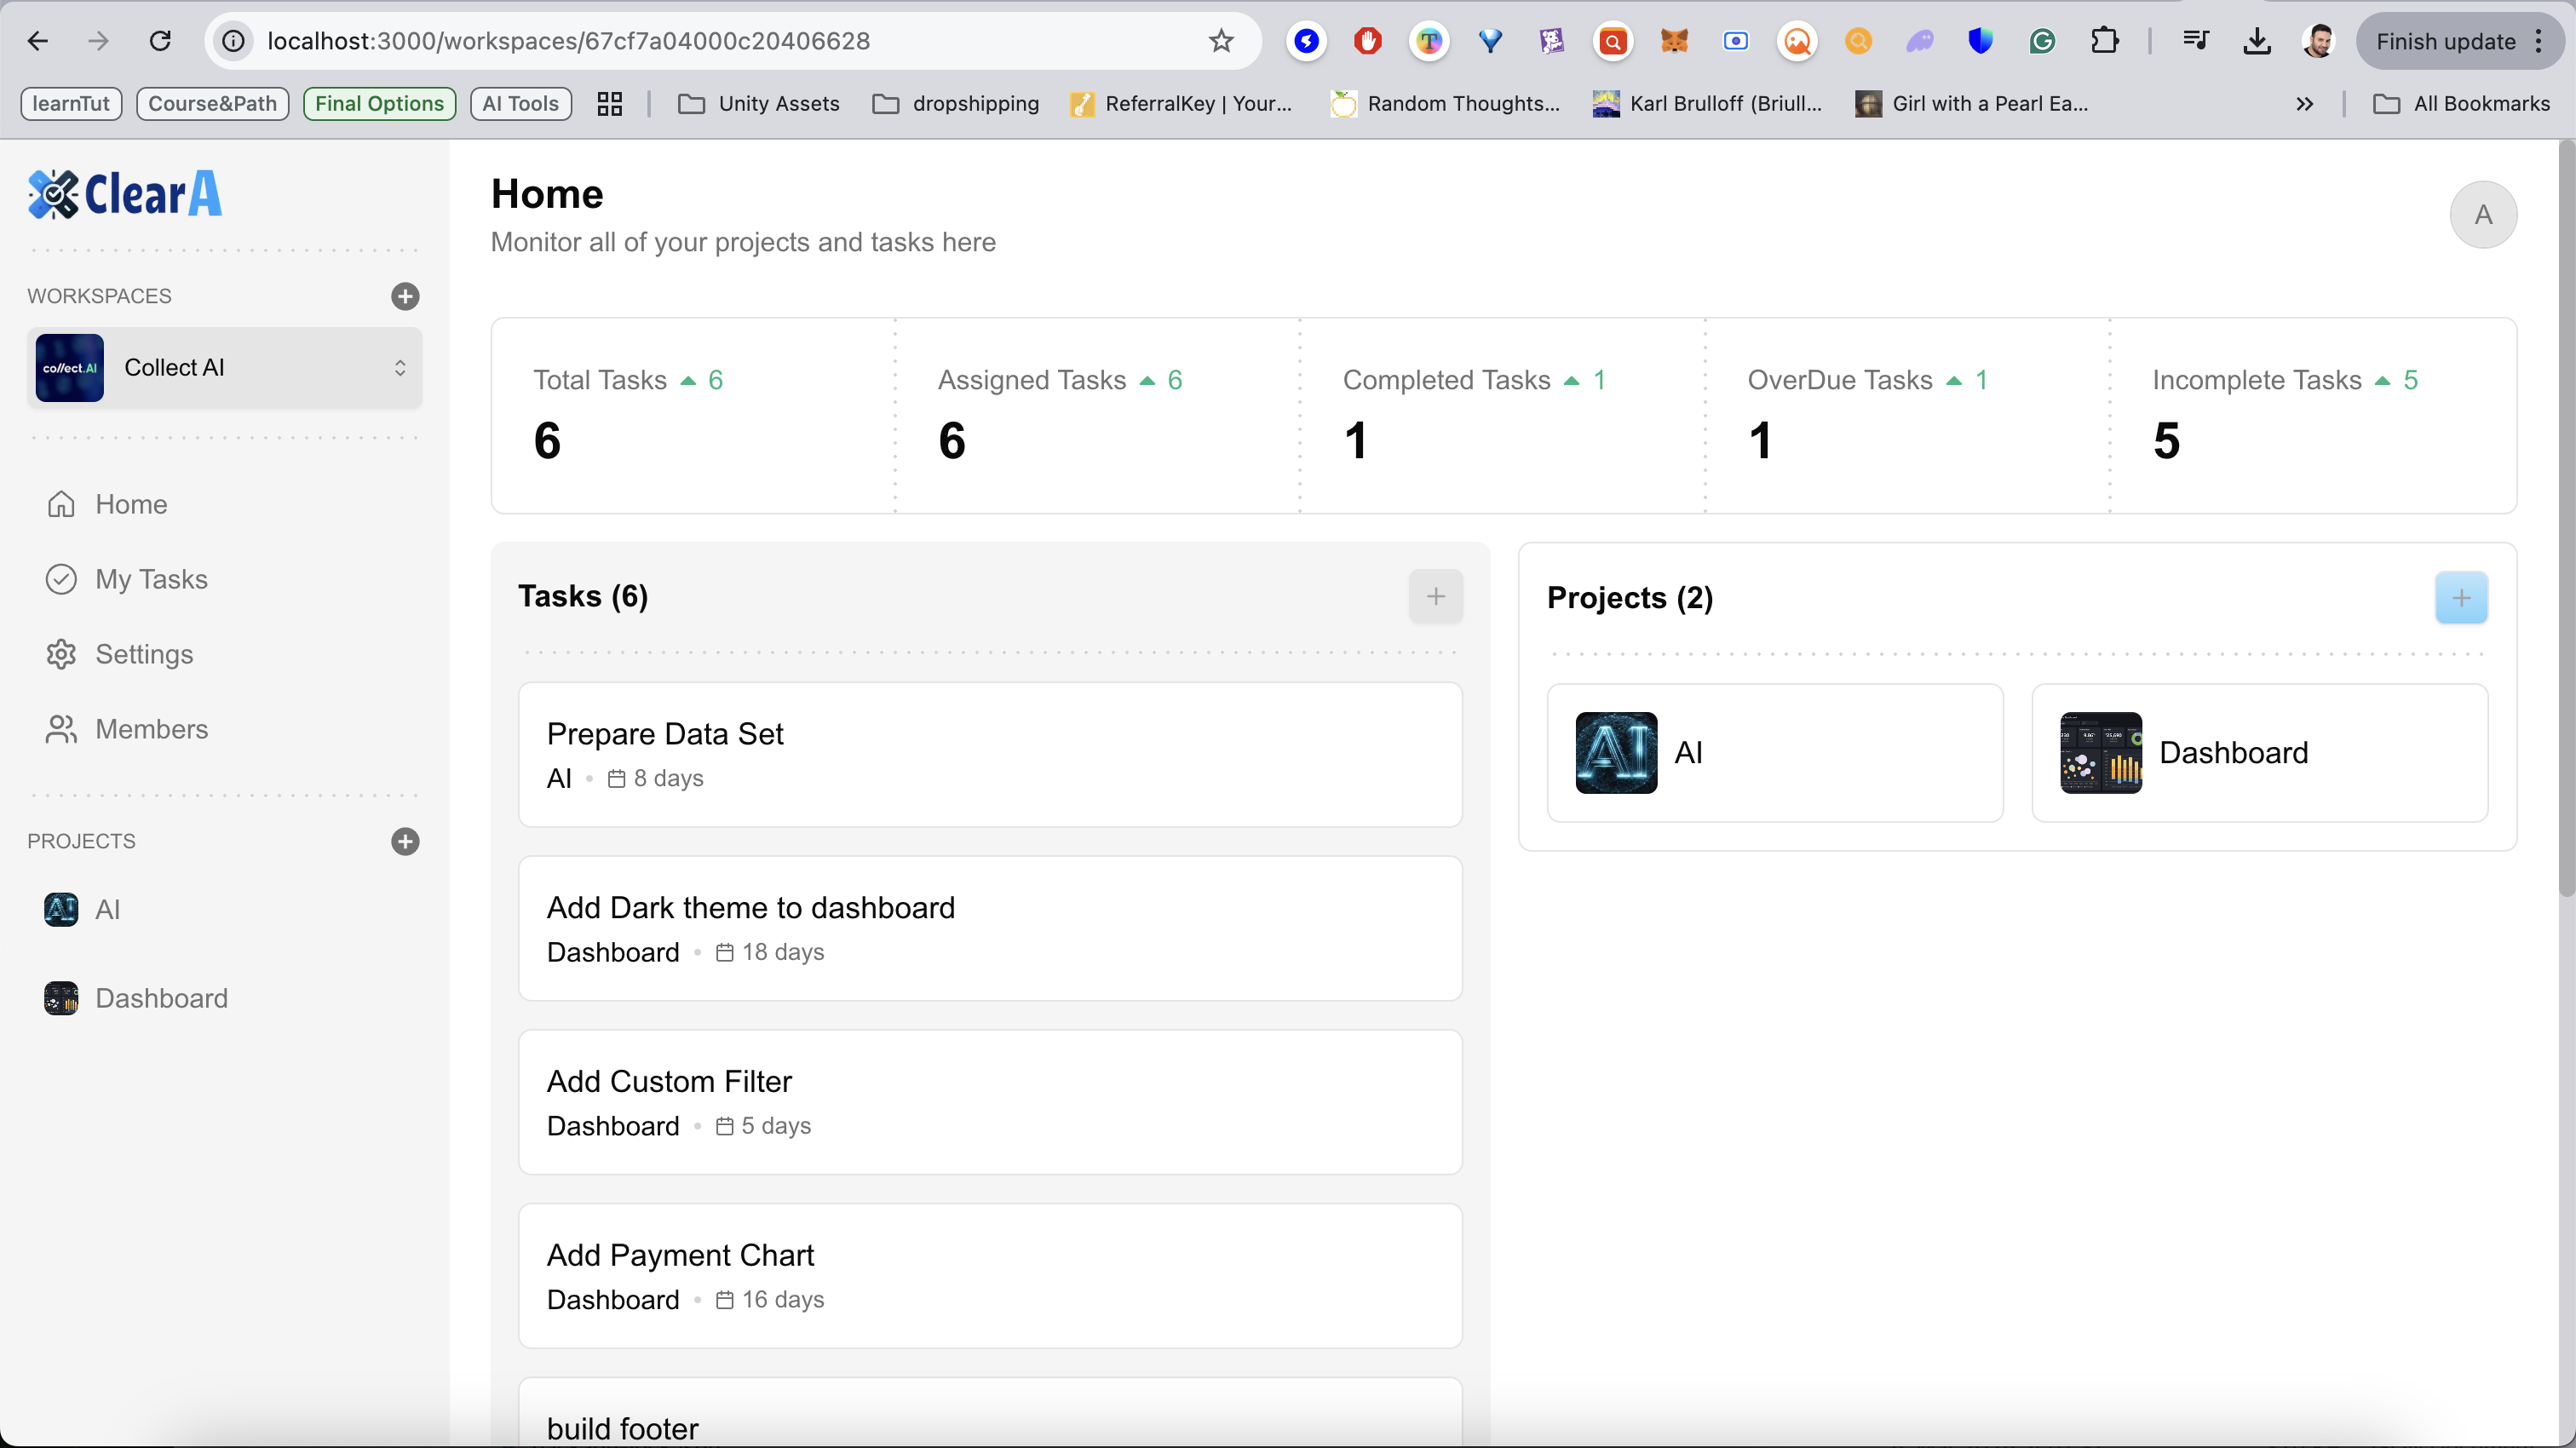 localhost:3000/workspaces/67cf7a04000c20406628
Finish update
learnTut
Course&Path
Final Options
AI Tools
Unity Assets
dropshipping
ReferralKey | Your...
Random Thoughts...
Karl Brulloff (Briull...
Girl with a Pearl Ea...
All Bookmarks
ClearA
WORKSPACES
collect.AI
Collect AI
Home
My Tasks
Settings
Members
PROJECTS
AI
Dashboard
Home
Monitor all of your projects and tasks here
A
Total Tasks 6
6
Assigned Tasks 6
6
Completed Tasks 1
1
OverDue Tasks 1
1
Incomplete Tasks 5
5
Tasks (6)
Prepare Data Set
AI • 8 days
Add Dark theme to dashboard
Dashboard • 18 days
Add Custom Filter
Dashboard • 5 days
Add Payment Chart
Dashboard • 16 days
build footer
Projects (2)
AI
AI
Dashboard